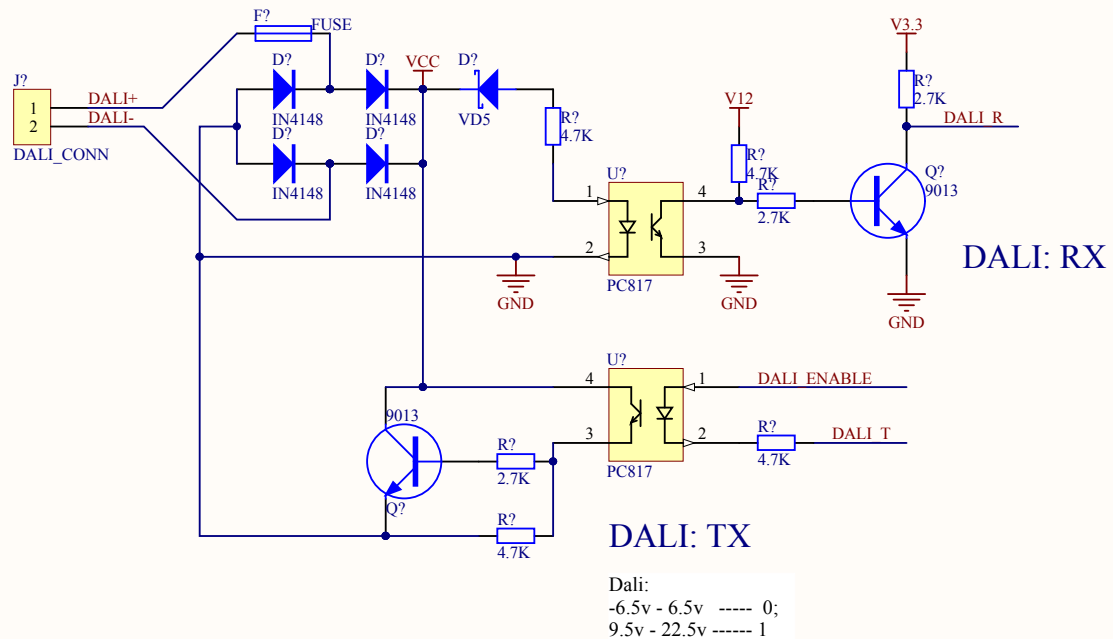 F?
FUSE
V3.3
D?
D?
VCC
D?
J?
1
DALI+
IN4148
IN4148
VD5
R?
4.7K
R?
2.7K
V12
2
DALI-
D?
D?
DALI_R
DALI_CONN
IN4148
IN4148
R?
4.7K
U?
1
4
R?
2.7K
Q?
9013
2
3
PC817
GND
GND
GND
DALI: RX
U?
4
1
DALI_ENABLE
9013
3
2
R?
4.7K
DALI_T
PC817
R?
2.7K
Q?
R?
4.7K
DALI: TX
Dali:
-6.5v - 6.5v ----- 0;
9.5v - 22.5v ------ 1